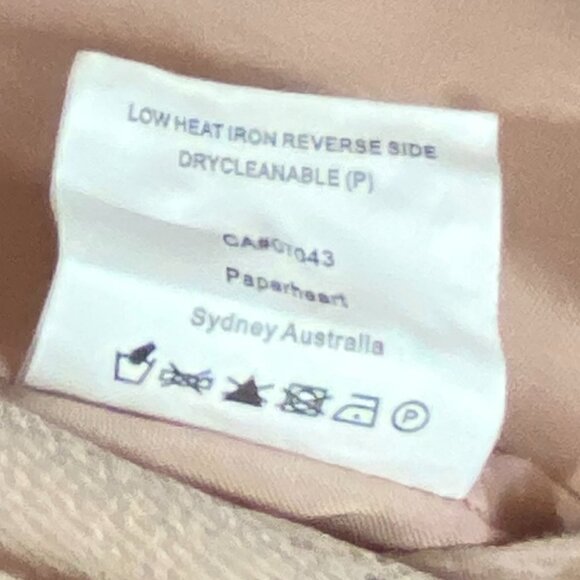 LOW HEAT IRON REVERSE SIDE
DRYCLEANABLE (P)
CA#01043
Paperheart
Sydney Australia
P